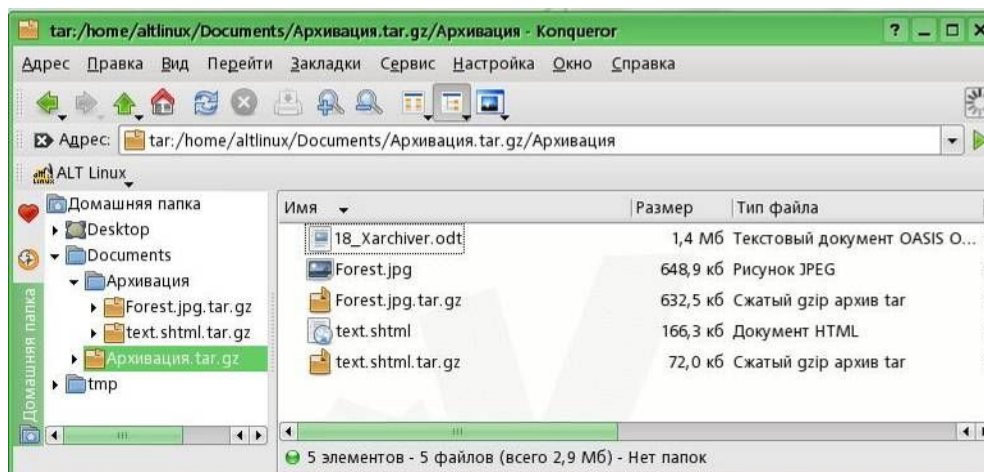 tar:/home/altlinux/Documents/Архивация.tar.gz/Архивация - Konqueror
Адрес Правка Вид Перейти Закладки Сервис Настройка Окно Справка
Адрес: tar:/home/altlinux/Documents/Архивация.tar.gz/Архивация
ALT Linux
Домашняя папка
Домашняя папка
Desktop
Documents
Архивация
Forest.jpg.tar.gz
text.shtml.tar.gz
Архивация.tar.gz
tmp
Имя Размер Тип файла
18_Xarchiver.odt 1,4 Мб Текстовый документ OASIS O...
Forest.jpg 648,9 кб Рисунок JPEG
Forest.jpg.tar.gz 632,5 кб Сжатый gzip архив tar
text.shtml 166,3 кб Документ HTML
text.shtml.tar.gz 72,0 кб Сжатый gzip архив tar
5 элементов - 5 файлов (всего 2,9 Мб) - Нет папок